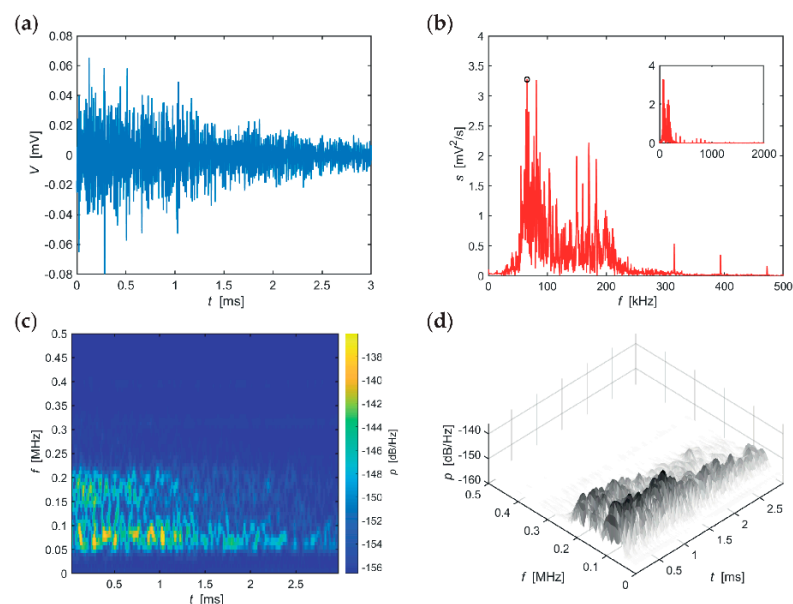 (a)
0.08
0.06
0.04
0.02
0
-0.02
-0.04
-0.06
-0.08
V [mV]
0 0.5 1 1.5 2 2.5 3
t [ms]
(b)
4
3.5
3
2.5
2
1.5
1
0.5
0
s [mV²/s]
0 100 200 300 400 500
f [kHz]
4
2
0
0 1000 2000
(c)
0.5
0.45
0.4
0.35
0.3
0.25
0.2
0.15
0.1
0.05
0
f [MHz]
0.5 1 1.5 2 2.5
t [ms]
-138
-140
-142
-144
-146
-148
-150
-152
-154
-156
p [dB/Hz]
(d)
-140
-150
-160
p [dB/Hz]
0.5 0.4 0.3 0.2 0.1 0
f [MHz]
0.5 1 1.5 2 2.5
t [ms]